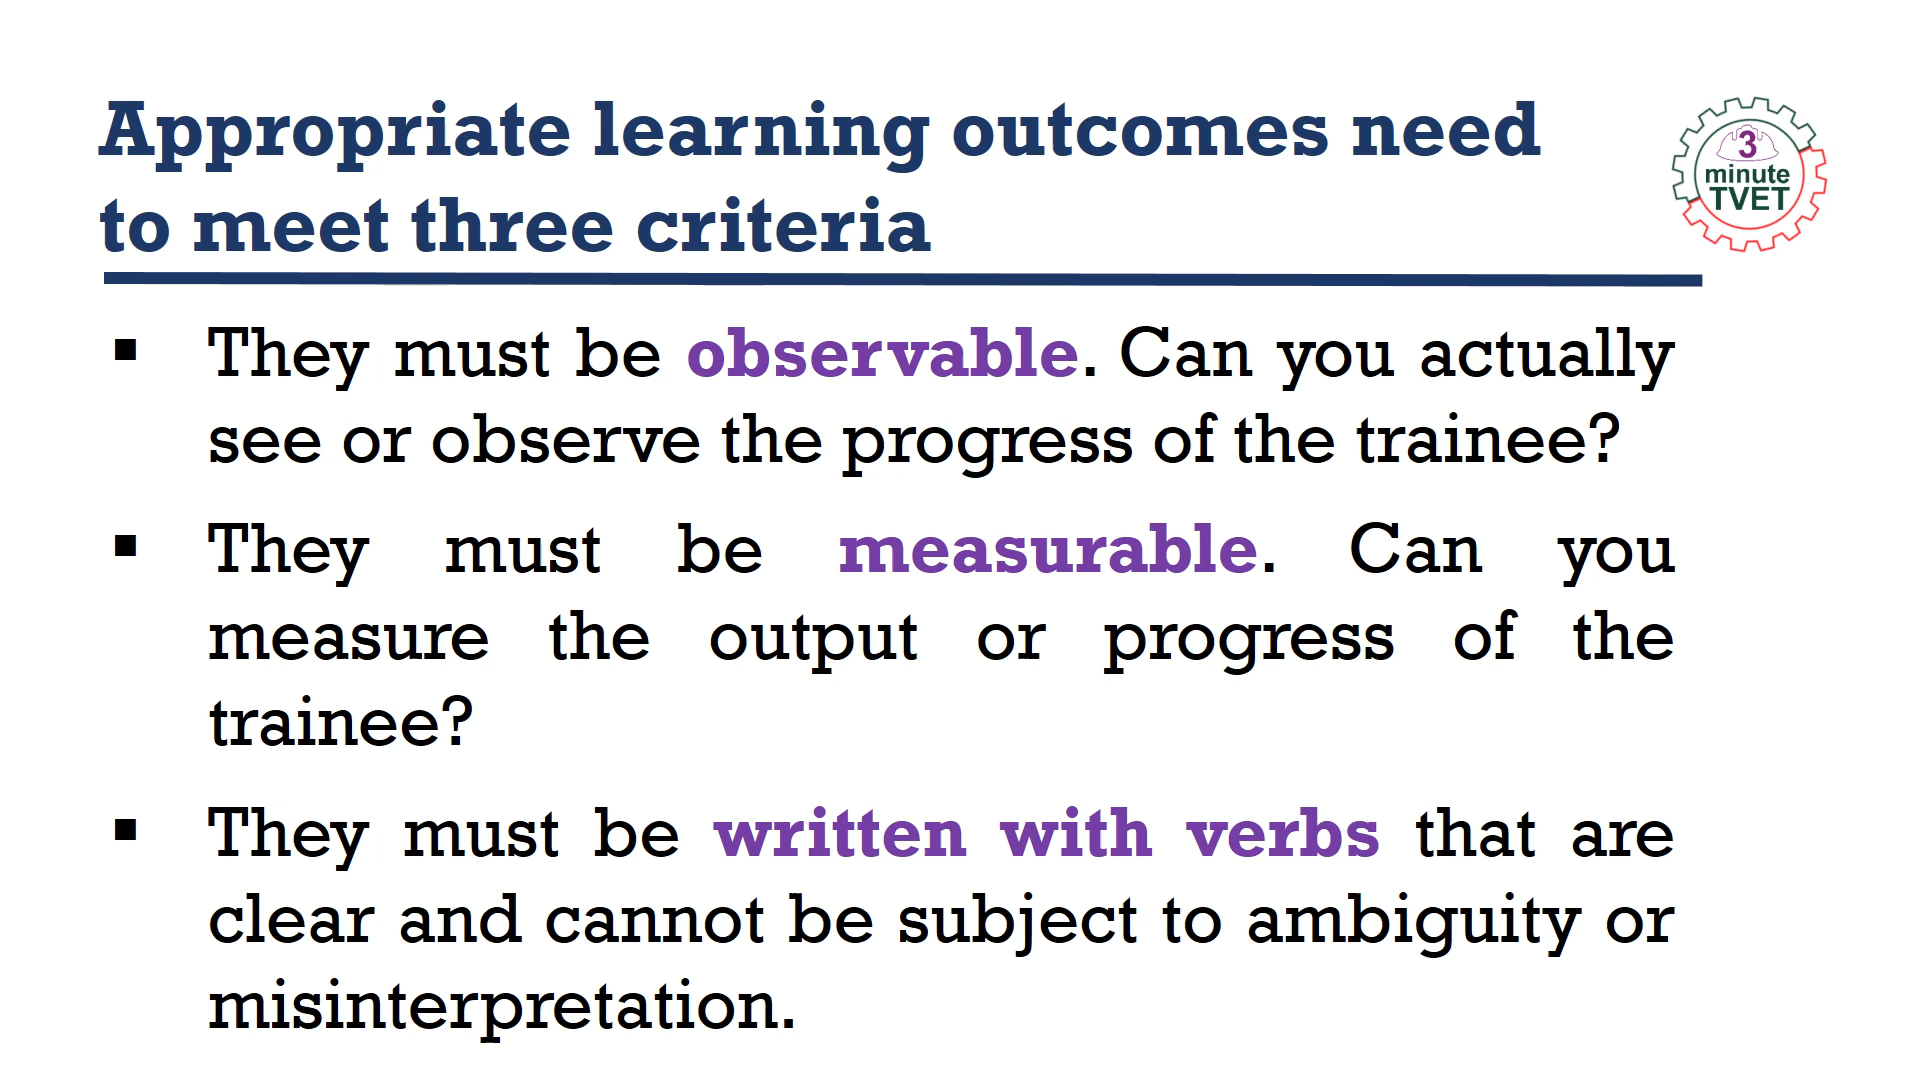 Appropriate learning outcomes need
to meet three criteria
3
minute
TVET
▪ They must be observable. Can you actually
see or observe the progress of the trainee?
▪ They must be measurable. Can you
measure the output or progress of the
trainee?
▪ They must be written with verbs that are
clear and cannot be subject to ambiguity or
misinterpretation.